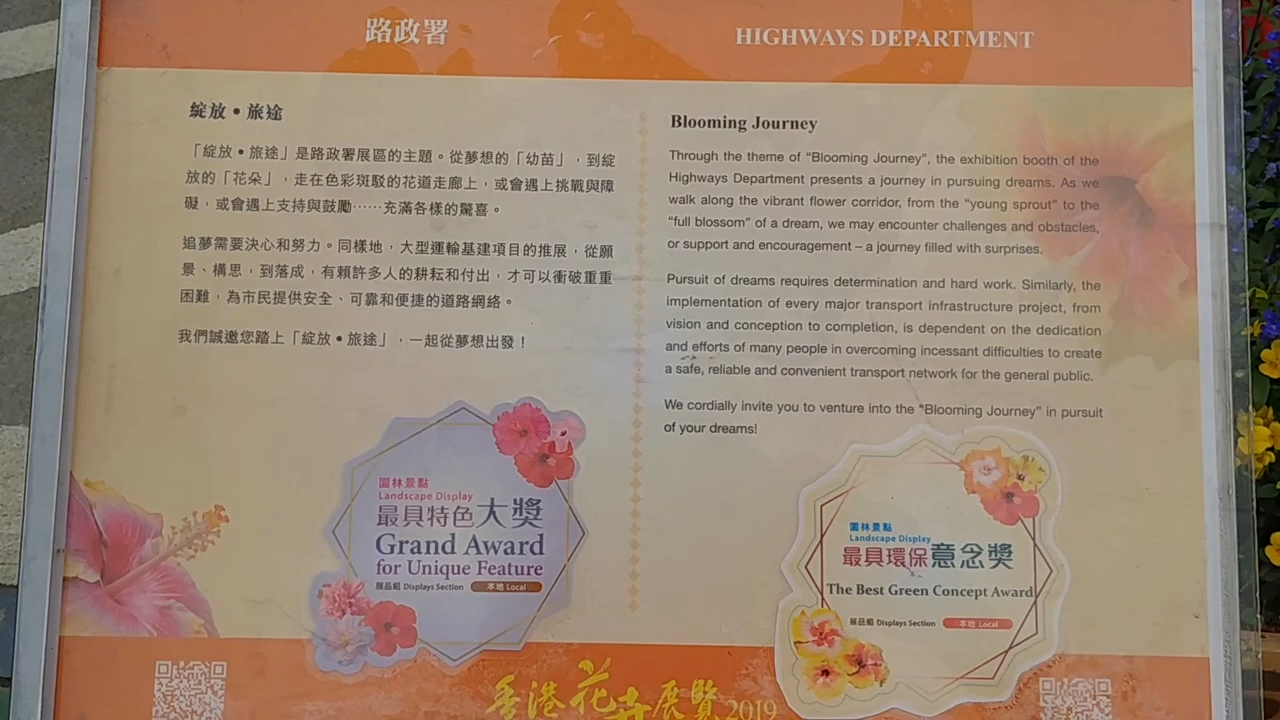 路政署
HIGHWAYS DEPARTMENT
綻放•旅途
「綻放•旅途」是路政署展區的主題。從夢想的「幼苗」，到綻
放的「花朵」，走在色彩斑駁的花道走廊上，或會遇上挑戰與障
礙，或會遇上支持與鼓勵……充滿各樣的驚喜。
追夢需要決心和努力。同樣地，大型運輸基建項目的推展，從願
景、構思，到落成，有賴許多人的耕耘和付出，才可以衝破重重
困難，為市民提供安全、可靠和便捷的道路網絡。
我們誠邀您踏上「綻放•旅途」，一起從夢想出發！
Blooming Journey
Through the theme of “Blooming Journey”, the exhibition booth of the
Highways Department presents a journey in pursuing dreams. As we
walk along the vibrant flower corridor, from the “young sprout” to the
“full blossom” of a dream, we may encounter challenges and obstacles,
or support and encouragement – a journey filled with surprises.
Pursuit of dreams requires determination and hard work. Similarly, the
implementation of every major transport infrastructure project, from
vision and conception to completion, is dependent on the dedication
and efforts of many people in overcoming incessant difficulties to create
a safe, reliable and convenient transport network for the general public.
We cordially invite you to venture into the “Blooming Journey” in pursuit
of your dreams!
園林景點
Landscape Display
最具特色大獎
Grand Award
for Unique Feature
展品組 Displays Section 本地 Local
園林景點
Landscape Display
最具環保意念獎
The Best Green Concept Award
展品組 Displays Section 本地 Local
香港花卉展覽2019